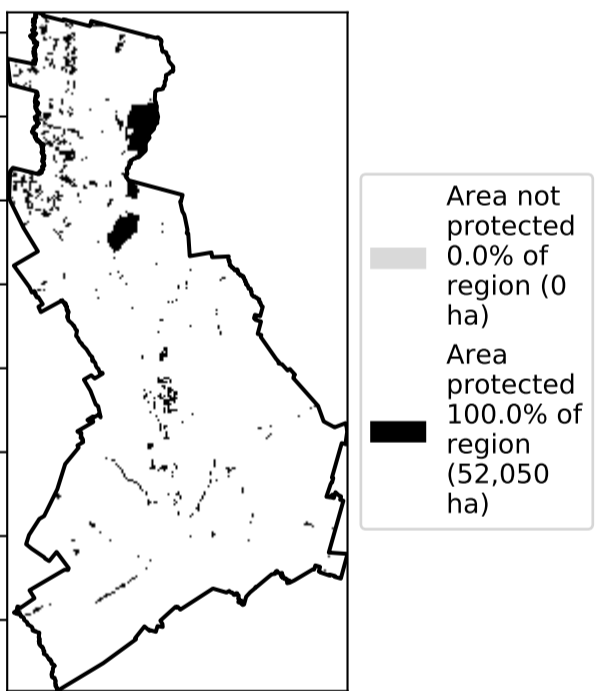 Area not
protected
0.0% of
region (0
ha)
Area
protected
100.0% of
region
(52,050
ha)